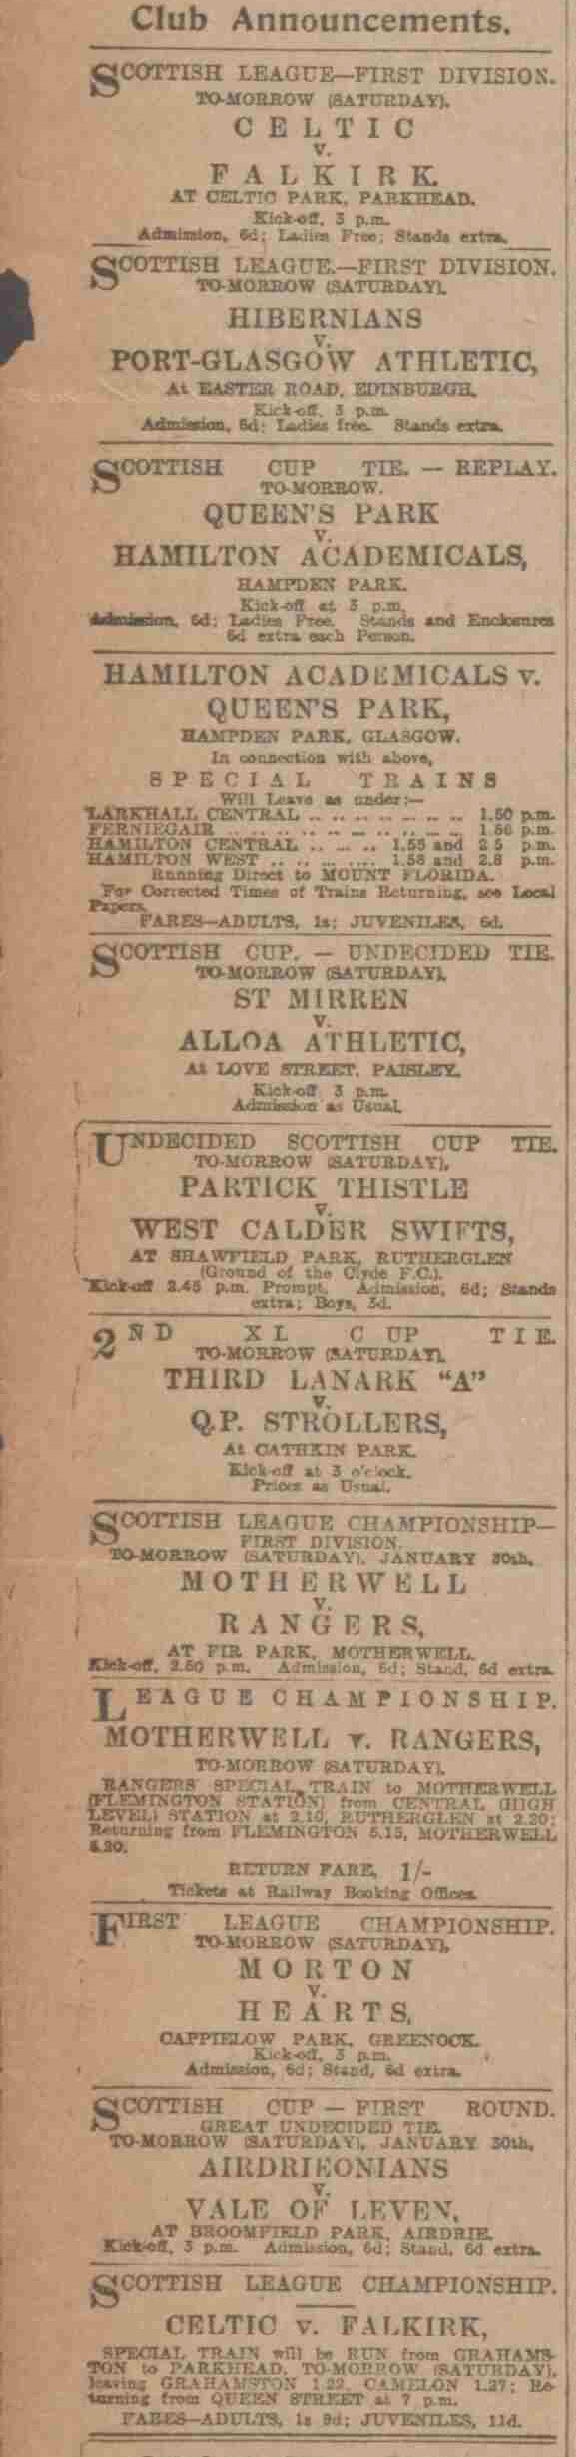 Club Announcements.
SCOTTISH LEAGUE—FIRST DIVISION.
TO-MORROW (SATURDAY),
CELTIC
V.
FALKIRK.
AT CELTIC PARK, PARKHEAD.
Kick-off, 3 p.m.
Admission, 6d; Ladies Free; Stands extra.
SCOTTISH LEAGUE.—FIRST DIVISION.
TO-MORROW (SATURDAY),
HIBERNIANS
V.
PORT-GLASGOW ATHLETIC,
At EASTER ROAD, EDINBURGH.
Kick-off, 3 p.m.
Admission, 6d; Ladies free. Stands extra.
SCOTTISH CUP TIE. — REPLAY.
TO-MORROW.
QUEEN'S PARK
V.
HAMILTON ACADEMICALS,
HAMPDEN PARK.
Kick-off at 3 p.m.
Admission, 6d; Ladies Free. Stands and Enclosures
6d extra each Person.
HAMILTON ACADEMICALS v.
QUEEN'S PARK,
HAMPDEN PARK, GLASGOW.
In connection with above,
SPECIAL TRAINS
Will Leave as under:—
LARKHALL CENTRAL .. .. .. .. .. .. .. .. 1.50 p.m.
FERNIEGAIR .. .. .. .. .. .. .. .. .. 1.56 p.m.
HAMILTON CENTRAL .. .. .. 1.55 and 2 5 p.m.
HAMILTON WEST .. .. .. .. 1.58 and 2.8 p.m.
Running Direct to MOUNT FLORIDA.
For Corrected Times of Trains Returning, see Local
Papers.
FARES—ADULTS, 1s; JUVENILES, 6d.
SCOTTISH CUP. — UNDECIDED TIE.
TO-MORROW (SATURDAY),
ST MIRREN
V.
ALLOA ATHLETIC,
At LOVE STREET, PAISLEY.
Kick-off 3 p.m.
Admission as Usual.
UNDECIDED SCOTTISH CUP TIE.
TO-MORROW (SATURDAY),
PARTICK THISTLE
V.
WEST CALDER SWIFTS,
AT SHAWFIELD PARK, RUTHERGLEN
(Ground of the Clyde F.C.).
Kick-off 2.45 p.m. Prompt. Admission, 6d; Stands
extra; Boys, 3d.
2ND XI. CUP TIE.
TO-MORROW (SATURDAY),
THIRD LANARK "A"
V.
Q.P. STROLLERS,
At CATHKIN PARK.
Kick-off at 3 o'clock.
Prices as Usual.
SCOTTISH LEAGUE CHAMPIONSHIP—
FIRST DIVISION.
TO-MORROW (SATURDAY), JANUARY 30th,
MOTHERWELL
V.
RANGERS,
AT FIR PARK, MOTHERWELL.
Kick-off, 2.50 p.m. Admission, 6d; Stand, 6d extra.
LEAGUE CHAMPIONSHIP.
MOTHERWELL v. RANGERS,
TO-MORROW (SATURDAY).
RANGERS' SPECIAL TRAIN to MOTHERWELL
(FLEMINGTON STATION) from CENTRAL (HIGH
LEVEL) STATION at 2.10, RUTHERGLEN at 2.20;
Returning from FLEMINGTON 5.15, MOTHERWELL
5.20.
RETURN FARE, 1/-
Tickets at Railway Booking Offices.
FIRST LEAGUE CHAMPIONSHIP.
TO-MORROW (SATURDAY),
MORTON
V.
HEARTS,
CAPPIELOW PARK, GREENOCK.
Kick-off, 3 p.m.
Admission, 6d; Stand, 6d extra.
SCOTTISH CUP — FIRST ROUND.
GREAT UNDECIDED TIE.
TO-MORROW (SATURDAY), JANUARY 30th,
AIRDRIEONIANS
V.
VALE OF LEVEN,
AT BROOMFIELD PARK, AIRDRIE.
Kick-off, 3 p.m. Admission, 6d; Stand, 6d extra.
SCOTTISH LEAGUE CHAMPIONSHIP.
CELTIC v. FALKIRK,
SPECIAL TRAIN will be RUN from GRAHAMS-
TON to PARKHEAD, TO-MORROW (SATURDAY),
leaving GRAHAMSTON 1.22, CAMELON 1.27; Re-
turning from QUEEN STREET at 7 p.m.
FARES—ADULTS, 1s 9d; JUVENILES, 11d.